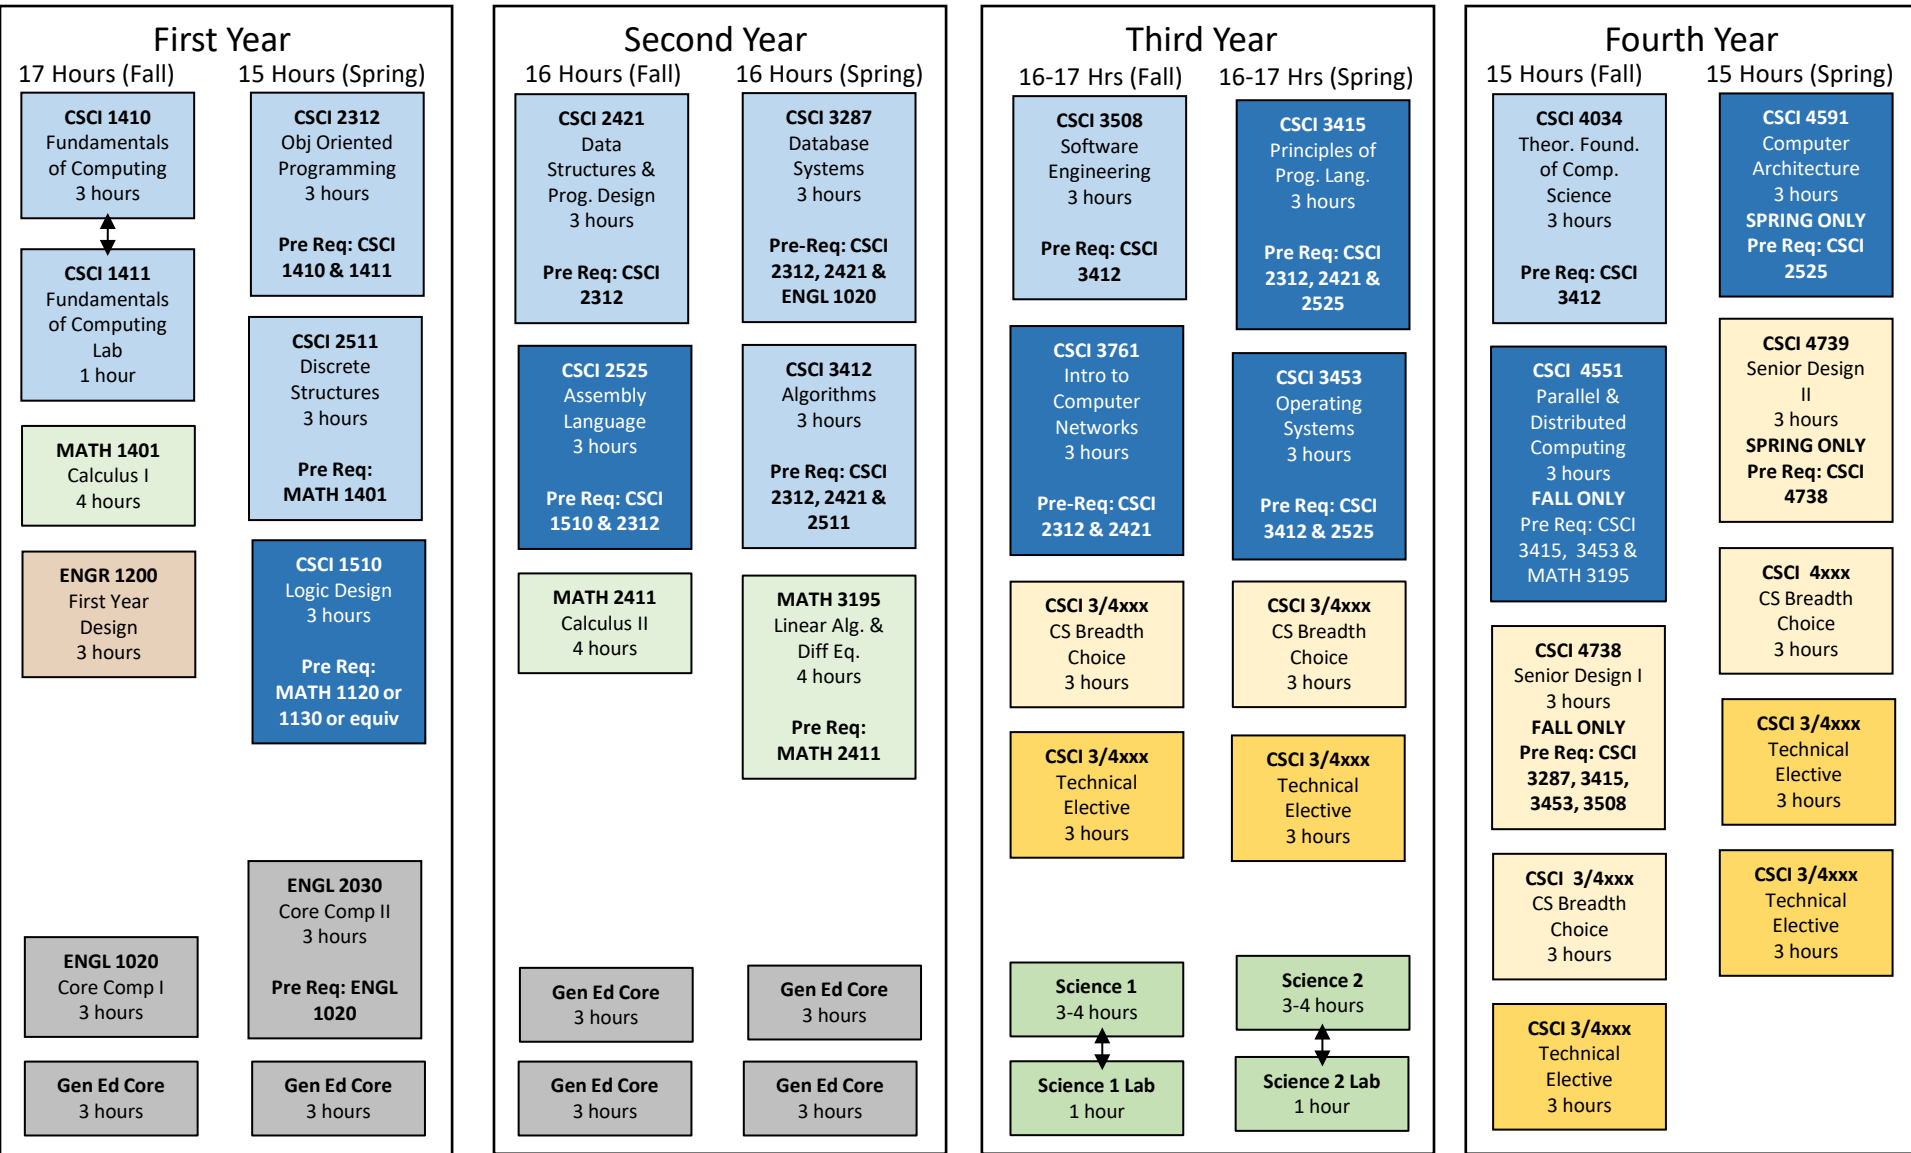 First Year
17 Hours (Fall)
CSCI 1410
Fundamentals
of Computing
3 hours
CSCI 1411
Fundamentals
of Computing
Lab
1 hour
MATH 1401
Calculus I
4 hours
ENGR 1200
First Year
Design
3 hours
ENGL 1020
Core Comp I
3 hours
Gen Ed Core
3 hours
15 Hours (Spring)
CSCI 2312
Obj Oriented
Programming
3 hours
Pre Req: CSCI
1410 & 1411
CSCI 2511
Discrete
Structures
3 hours
Pre Req:
MATH 1401
CSCI 1510
Logic Design
3 hours
Pre Req:
MATH 1120 or
1130 or equiv
ENGL 2030
Core Comp II
3 hours
Pre Req: ENGL
1020
Gen Ed Core
3 hours
Second Year
16 Hours (Fall)
CSCI 2421
Data
Structures &
Prog. Design
3 hours
Pre Req: CSCI
2312
CSCI 2525
Assembly
Language
3 hours
Pre Req: CSCI
1510 & 2312
MATH 2411
Calculus II
4 hours
Gen Ed Core
3 hours
Gen Ed Core
3 hours
16 Hours (Spring)
CSCI 3287
Database
Systems
3 hours
Pre-Req: CSCI
2312, 2421 &
ENGL 1020
CSCI 3412
Algorithms
3 hours
Pre Req: CSCI
2312, 2421 &
2511
MATH 3195
Linear Alg. &
Diff Eq.
4 hours
Pre Req:
MATH 2411
Gen Ed Core
3 hours
Gen Ed Core
3 hours
Third Year
16-17 Hrs (Fall)
CSCI 3508
Software
Engineering
3 hours
Pre Req: CSCI
3412
CSCI 3761
Intro to
Computer
Networks
3 hours
Pre-Req: CSCI
2312 & 2421
CSCI 3/4xxx
CS Breadth
Choice
3 hours
CSCI 3/4xxx
Technical
Elective
3 hours
Science 1
3-4 hours
Science 1 Lab
1 hour
16-17 Hrs (Spring)
CSCI 3415
Principles of
Prog. Lang.
3 hours
Pre Req: CSCI
2312, 2421 &
2525
CSCI 3453
Operating
Systems
3 hours
Pre Req: CSCI
3412 & 2525
CSCI 3/4xxx
CS Breadth
Choice
3 hours
CSCI 3/4xxx
Technical
Elective
3 hours
Science 2
3-4 hours
Science 2 Lab
1 hour
Fourth Year
15 Hours (Fall)
CSCI 4034
Theor. Found.
of Comp.
Science
3 hours
Pre Req: CSCI
3412
CSCI 4551
Parallel &
Distributed
Computing
3 hours
FALL ONLY
Pre Req: CSCI
3415, 3453 &
MATH 3195
CSCI 4738
Senior Design I
3 hours
FALL ONLY
Pre Req: CSCI
3287, 3415,
3453, 3508
CSCI 3/4xxx
CS Breadth
Choice
3 hours
CSCI 3/4xxx
Technical
Elective
3 hours
15 Hours (Spring)
CSCI 4591
Computer
Architecture
3 hours
SPRING ONLY
Pre Req: CSCI
2525
CSCI 4739
Senior Design
II
3 hours
SPRING ONLY
Pre Req: CSCI
4738
CSCI 4xxx
CS Breadth
Choice
3 hours
CSCI 3/4xxx
Technical
Elective
3 hours
CSCI 3/4xxx
Technical
Elective
3 hours